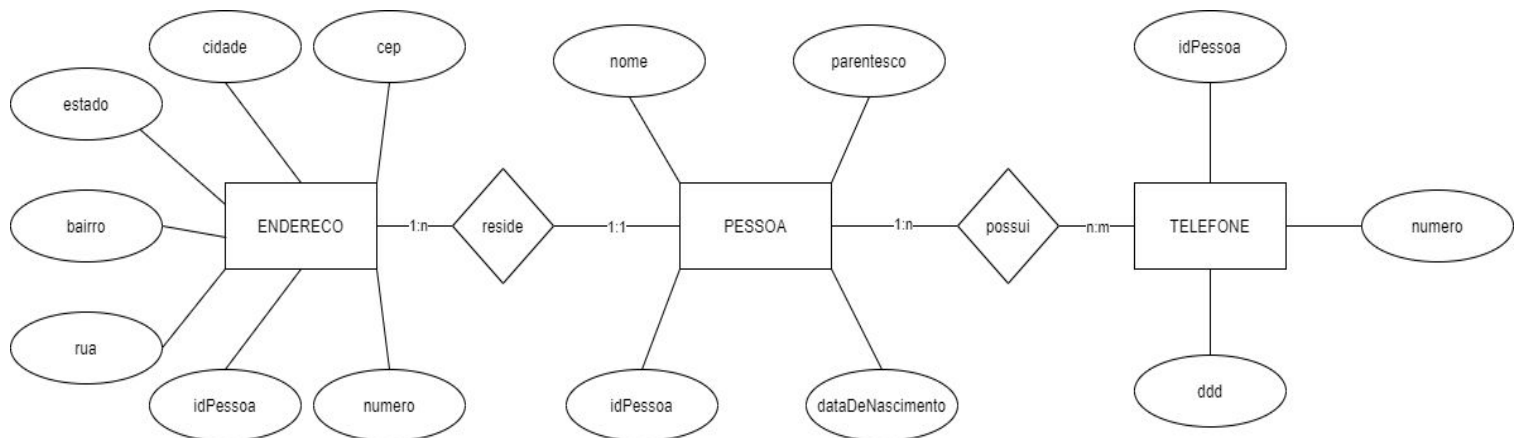 cidade
cep
nome
parentesco
idPessoa
estado
bairro
ENDERECO
1:n
reside
1:1
PESSOA
1:n
possui
n:m
TELEFONE
numero
rua
idPessoa
numero
idPessoa
dataDeNascimento
ddd